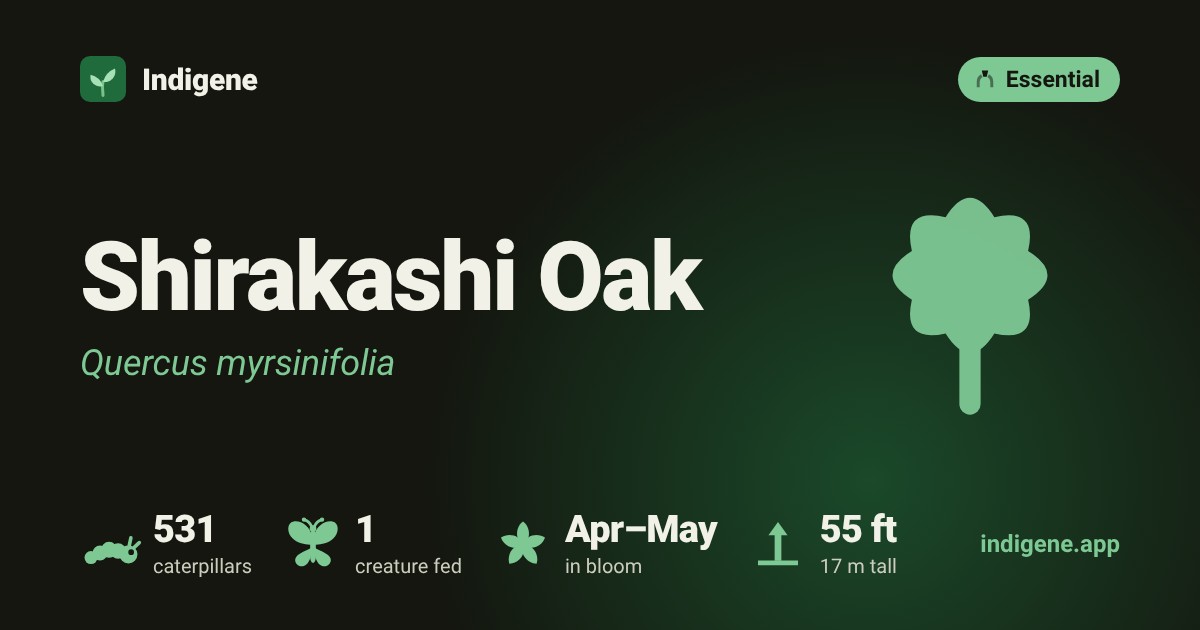 Indigene
Essential
Shirakashi Oak
Quercus myrsinifolia
531
caterpillars
1
creature fed
Apr–May
in bloom
55 ft
17 m tall
indigene.app